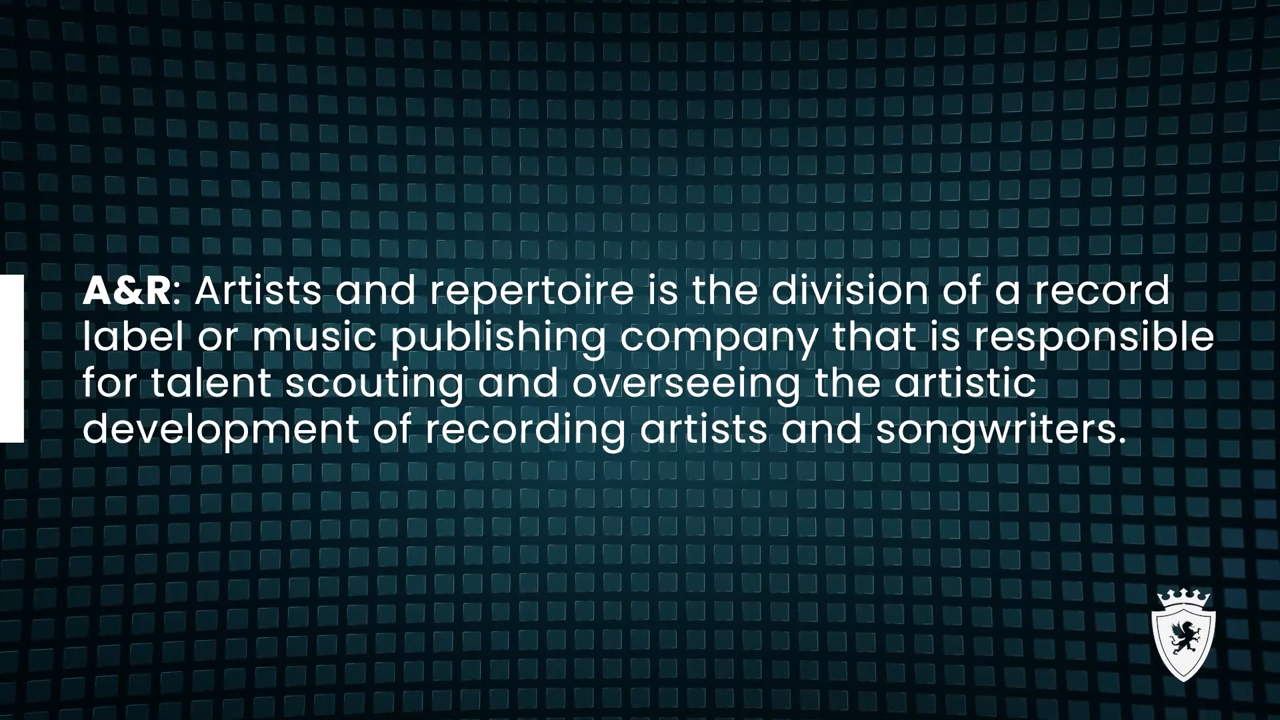 A&R: Artists and repertoire is the division of a record
label or music publishing company that is responsible
for talent scouting and overseeing the artistic
development of recording artists and songwriters.